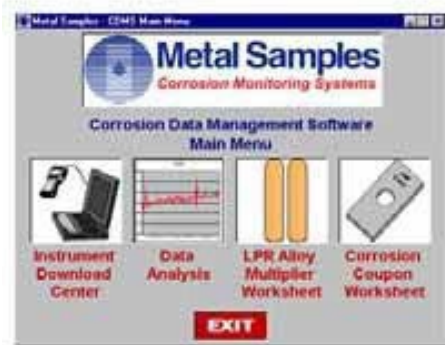 Metal Samples - CDMS Main Menu
Metal Samples
Corrosion Monitoring Systems
Corrosion Data Management Software
Main Menu
Instrument
Download
Center
Data
Analysis
LPR Alloy
Multiplier
Worksheet
Corrosion
Coupon
Worksheet
EXIT